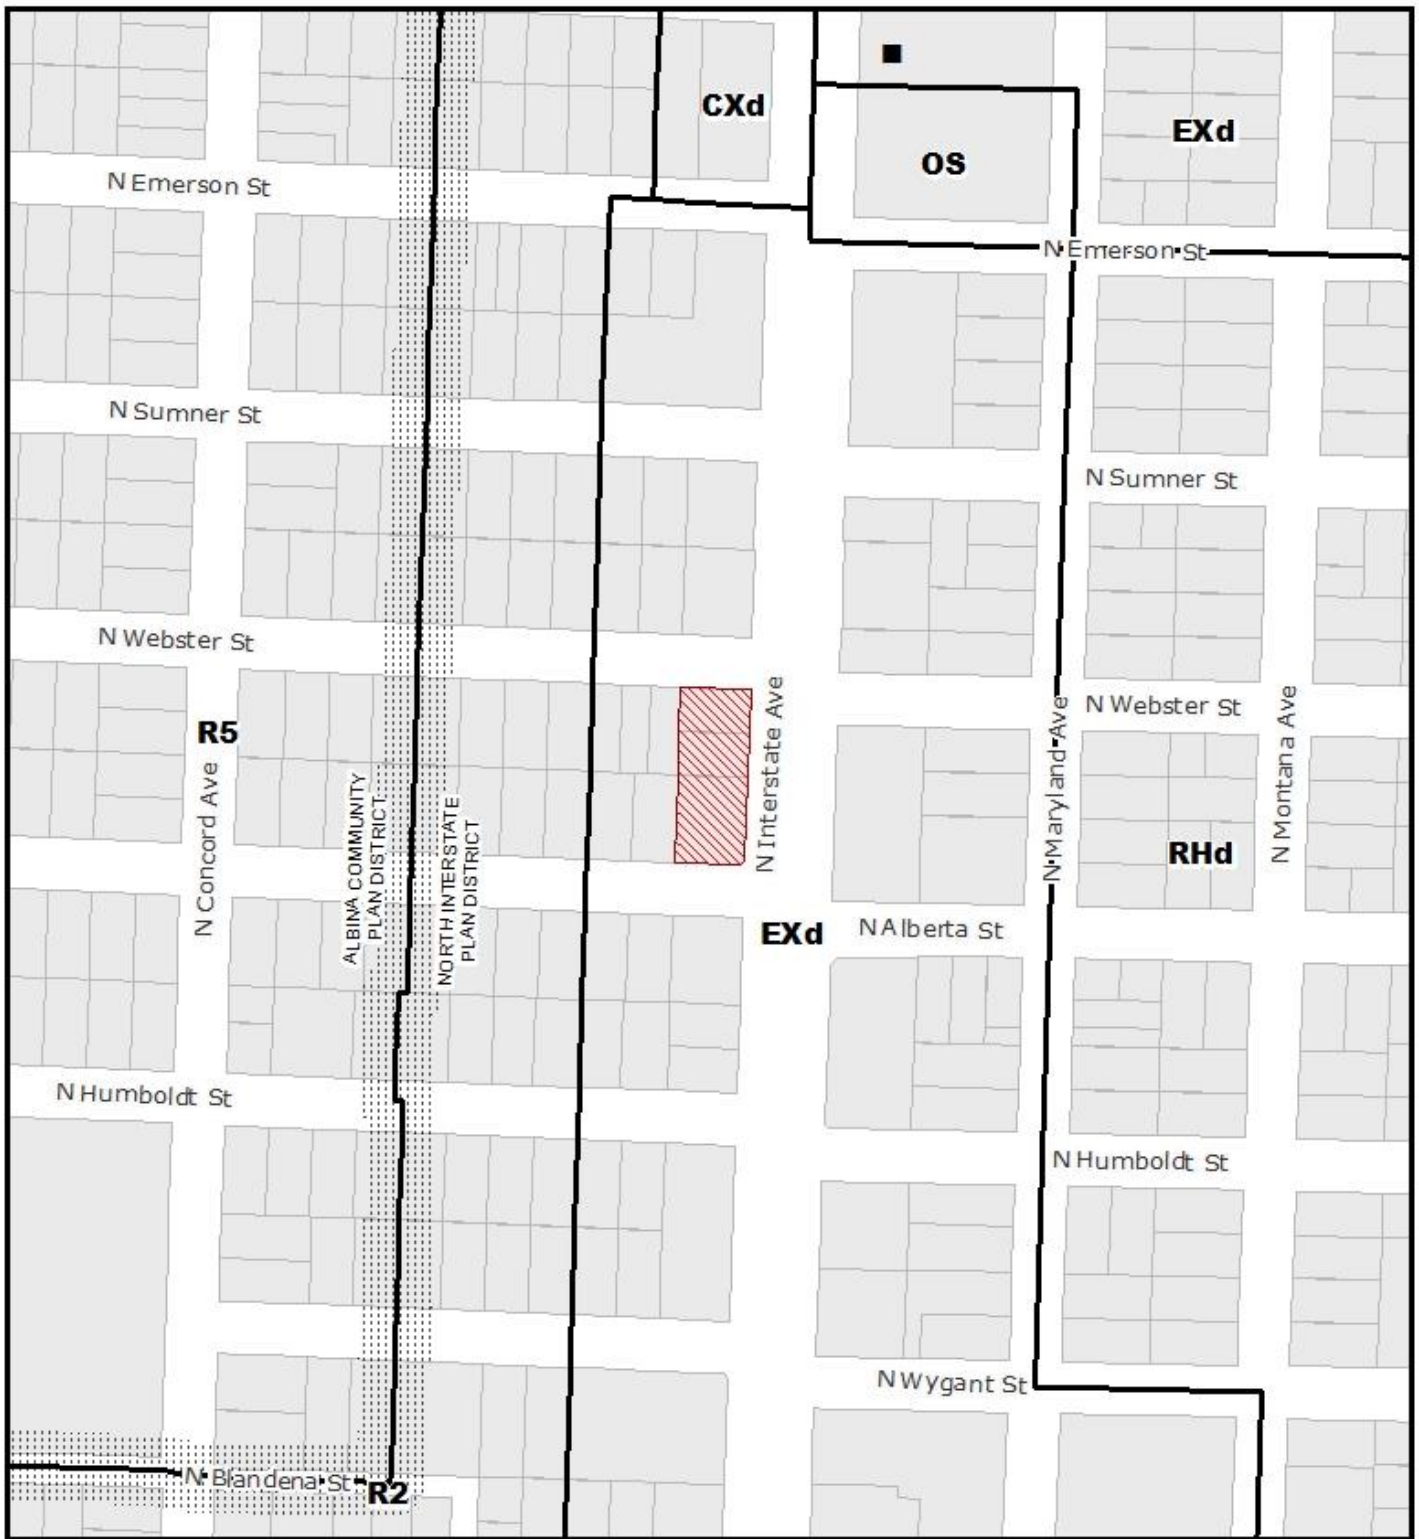 CXd
EXd
OS
N Emerson St
N Emerson St
N Sumner St
N Sumner St
N Webster St
N Webster St
R5
N Concord Ave
ALBINA COMMUNITY
PLAN DISTRICT
NORTH INTERSTATE
PLAN DISTRICT
N Interstate Ave
N Maryland Ave
N Montana Ave
RHd
EXd
N Alberta St
N Humboldt St
N Humboldt St
N Wygant St
N Blandena St
R2